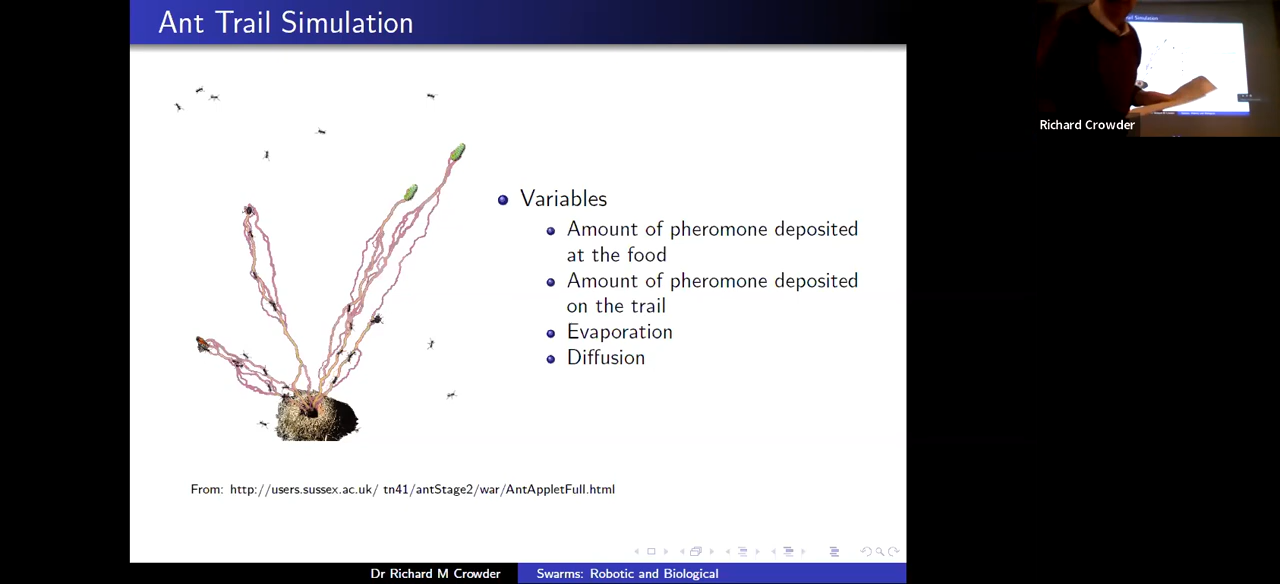 Ant Trail Simulation
Variables
Amount of pheromone deposited
at the food
Amount of pheromone deposited
on the trail
Evaporation
Diffusion
From: http://users.sussex.ac.uk/ tn41/antStage2/war/AntAppletFull.html
Dr Richard M Crowder
Swarms: Robotic and Biological
Simulation
Richard Crowder